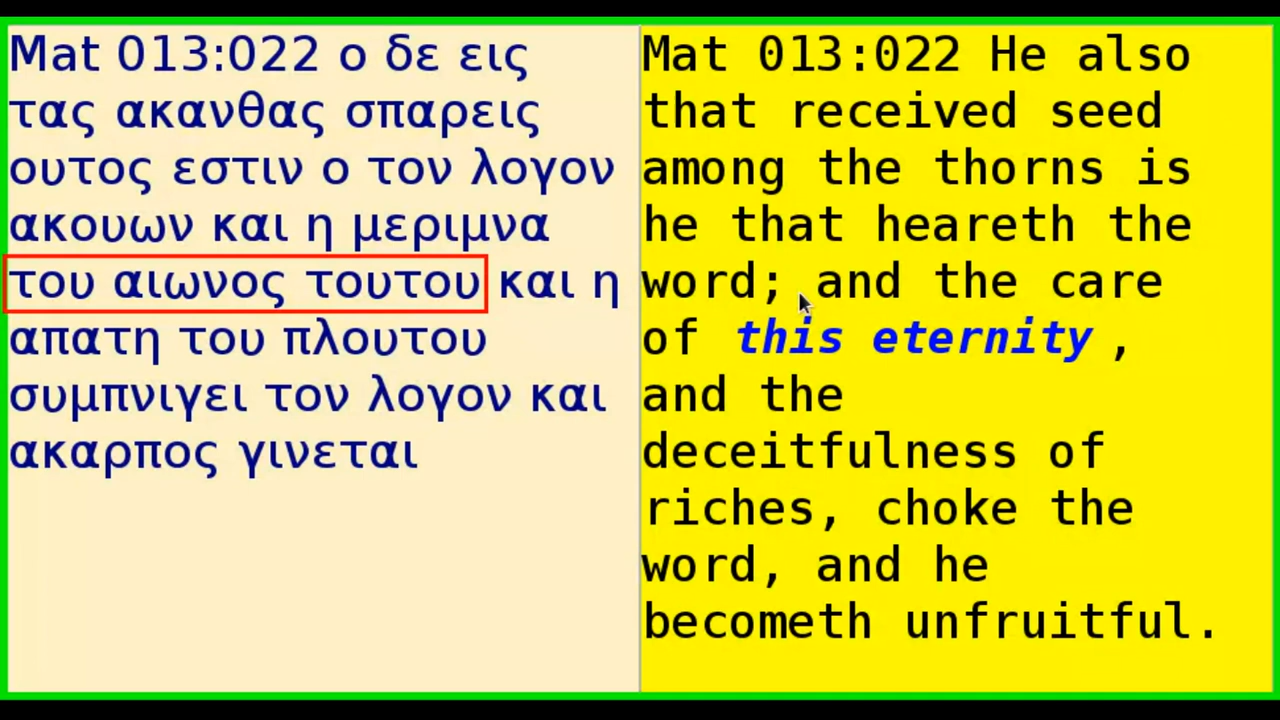 Mat 013:022 ο δε εις
τας ακανθας σπαρεις
ουτος εστιν ο τον λογον
ακουων και η μεριμνα
του αιωνος τουτου και η
απατη του πλουτου
συμπνιγει τον λογον και
ακαρπος γινεται
Mat 013:022 He also
that received seed
among the thorns is
he that heareth the
word; and the care
of this eternity ,
and the
deceitfulness of
riches, choke the
word, and he
becometh unfruitful.